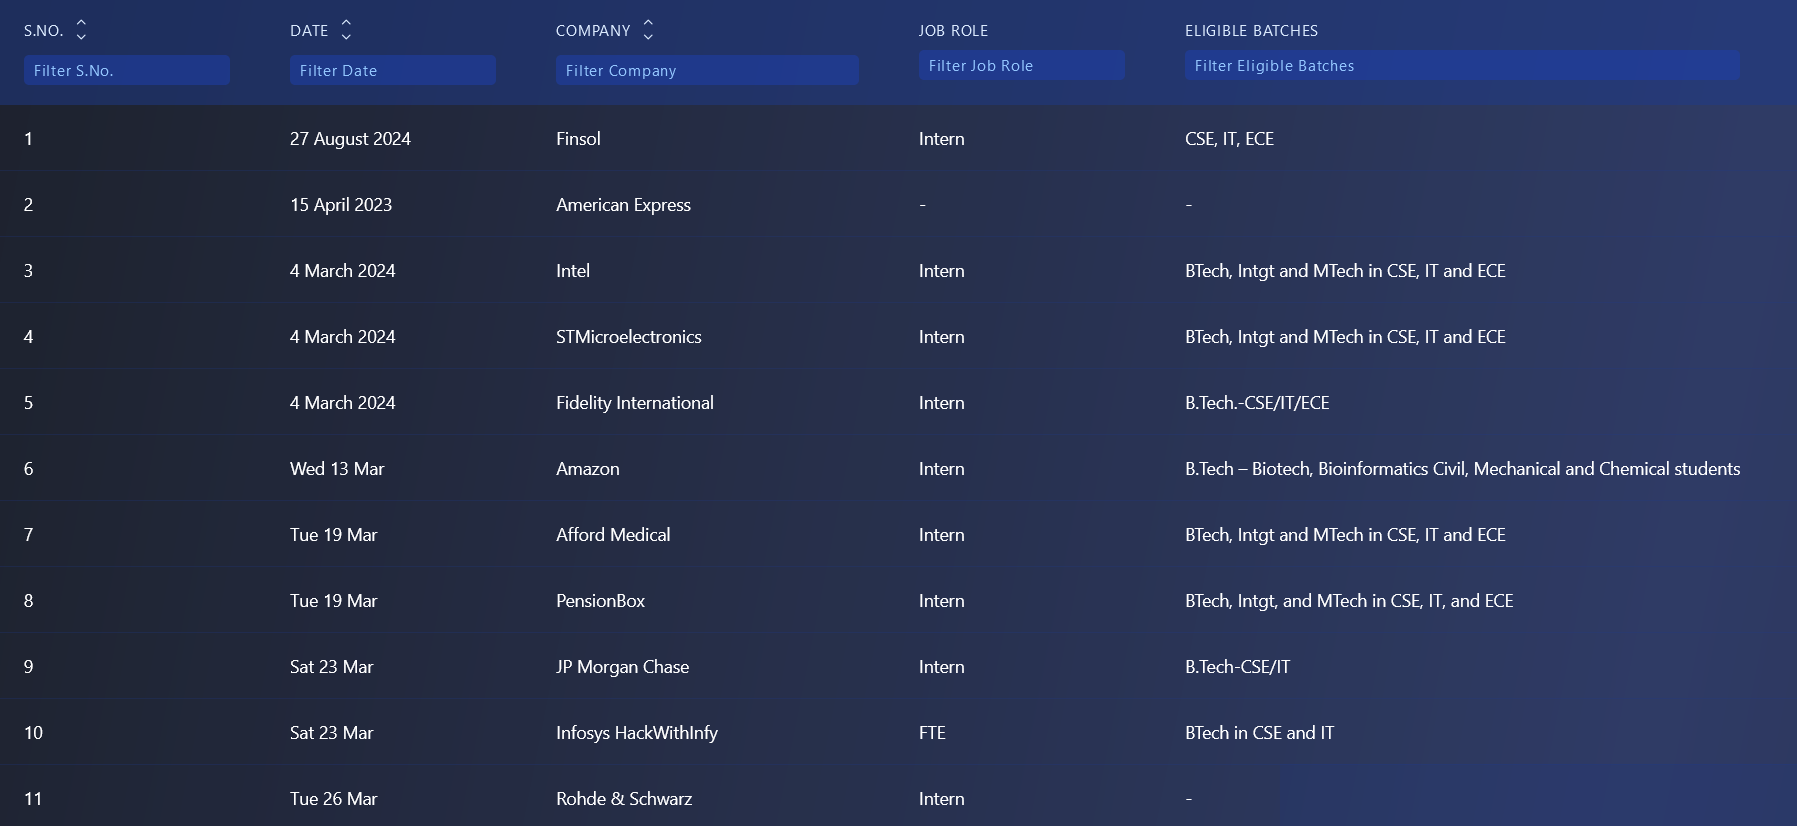 S.NO. DATE COMPANY JOB ROLE ELIGIBLE BATCHES
Filter S.No. Filter Date Filter Company Filter Job Role Filter Eligible Batches
1 27 August 2024 Finsol Intern CSE, IT, ECE
2 15 April 2023 American Express - -
3 4 March 2024 Intel Intern BTech, Intgt and MTech in CSE, IT and ECE
4 4 March 2024 STMicroelectronics Intern BTech, Intgt and MTech in CSE, IT and ECE
5 4 March 2024 Fidelity International Intern B.Tech.-CSE/IT/ECE
6 Wed 13 Mar Amazon Intern B.Tech – Biotech, Bioinformatics Civil, Mechanical and Chemical students
7 Tue 19 Mar Afford Medical Intern BTech, Intgt and MTech in CSE, IT and ECE
8 Tue 19 Mar PensionBox Intern BTech, Intgt, and MTech in CSE, IT, and ECE
9 Sat 23 Mar JP Morgan Chase Intern B.Tech-CSE/IT
10 Sat 23 Mar Infosys HackWithInfy FTE BTech in CSE and IT
11 Tue 26 Mar Rohde & Schwarz Intern -